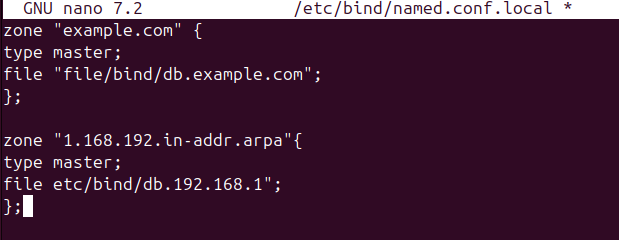 GNU nano 7.2 /etc/bind/named.conf.local *
zone "example.com" {
type master;
file "file/bind/db.example.com";
};
zone "1.168.192.in-addr.arpa"{
type master;
file etc/bind/db.192.168.1";
};